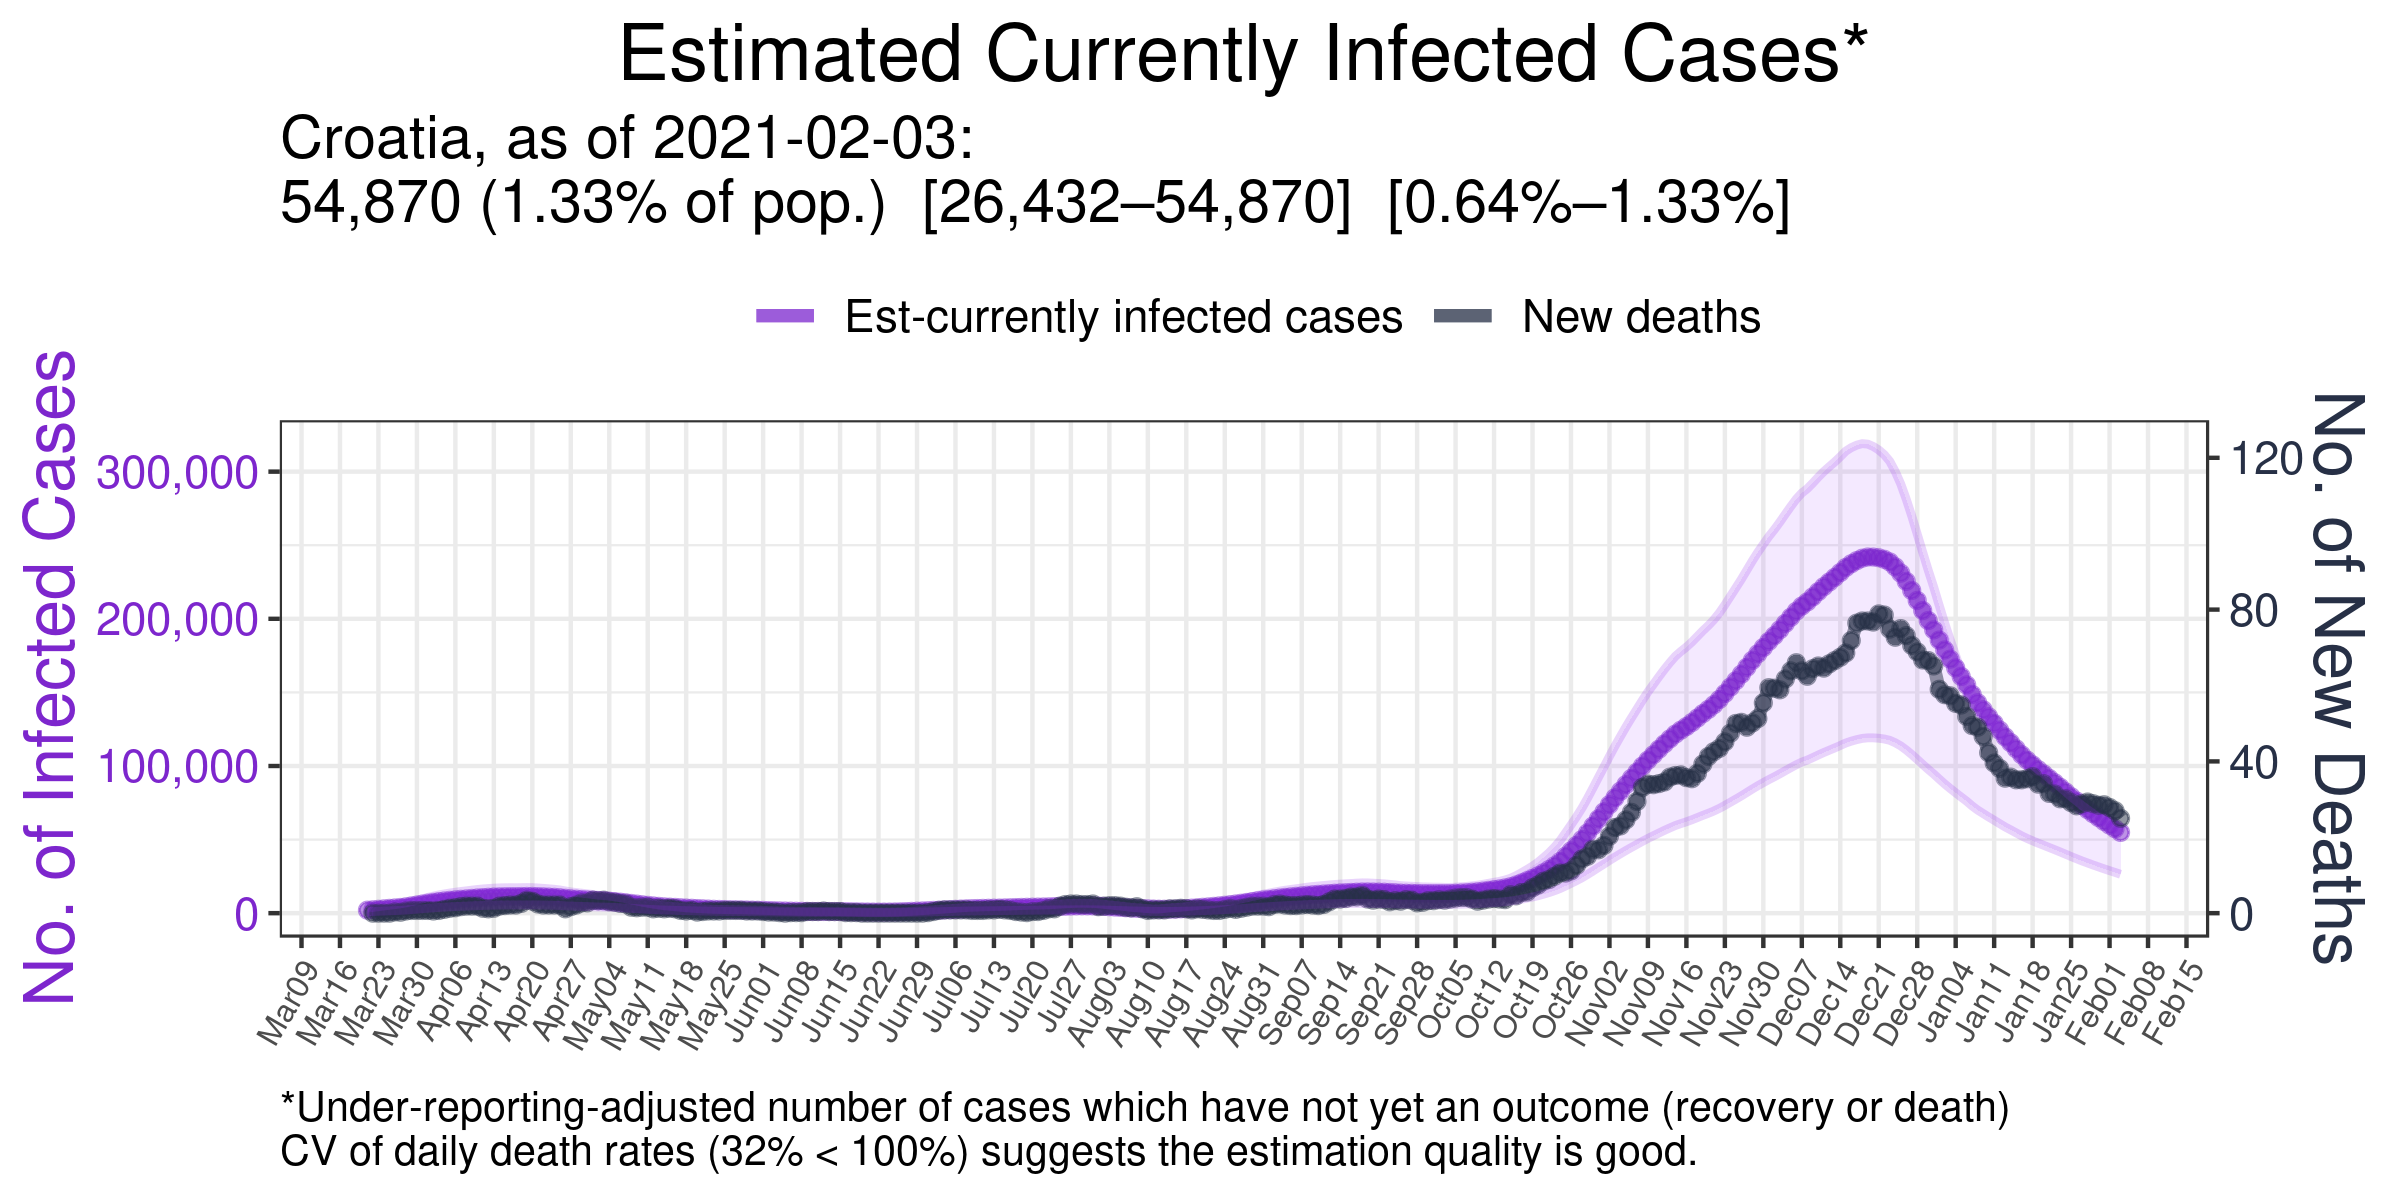 Estimated Currently Infected Cases*
Croatia, as of 2021-02-03:
54,870 (1.33% of pop.) [26,432–54,870] [0.64%–1.33%]
Est-currently infected cases New deaths
No. of Infected Cases
300,000
200,000
100,000
0
120
80
40
0
No. of New Deaths
Mar09 Mar16 Mar23 Mar30 Apr06 Apr13 Apr20 Apr27 May04 May11 May18 May25 Jun01 Jun08 Jun15 Jun22 Jun29 Jul06 Jul13 Jul20 Jul27 Aug03 Aug10 Aug17 Aug24 Aug31 Sep07 Sep14 Sep21 Sep28 Oct05 Oct12 Oct19 Oct26 Nov02 Nov09 Nov16 Nov23 Nov30 Dec07 Dec14 Dec21 Dec28 Jan04 Jan11 Jan18 Jan25 Feb01 Feb08 Feb15
*Under-reporting-adjusted number of cases which have not yet an outcome (recovery or death)
CV of daily death rates (32% < 100%) suggests the estimation quality is good.